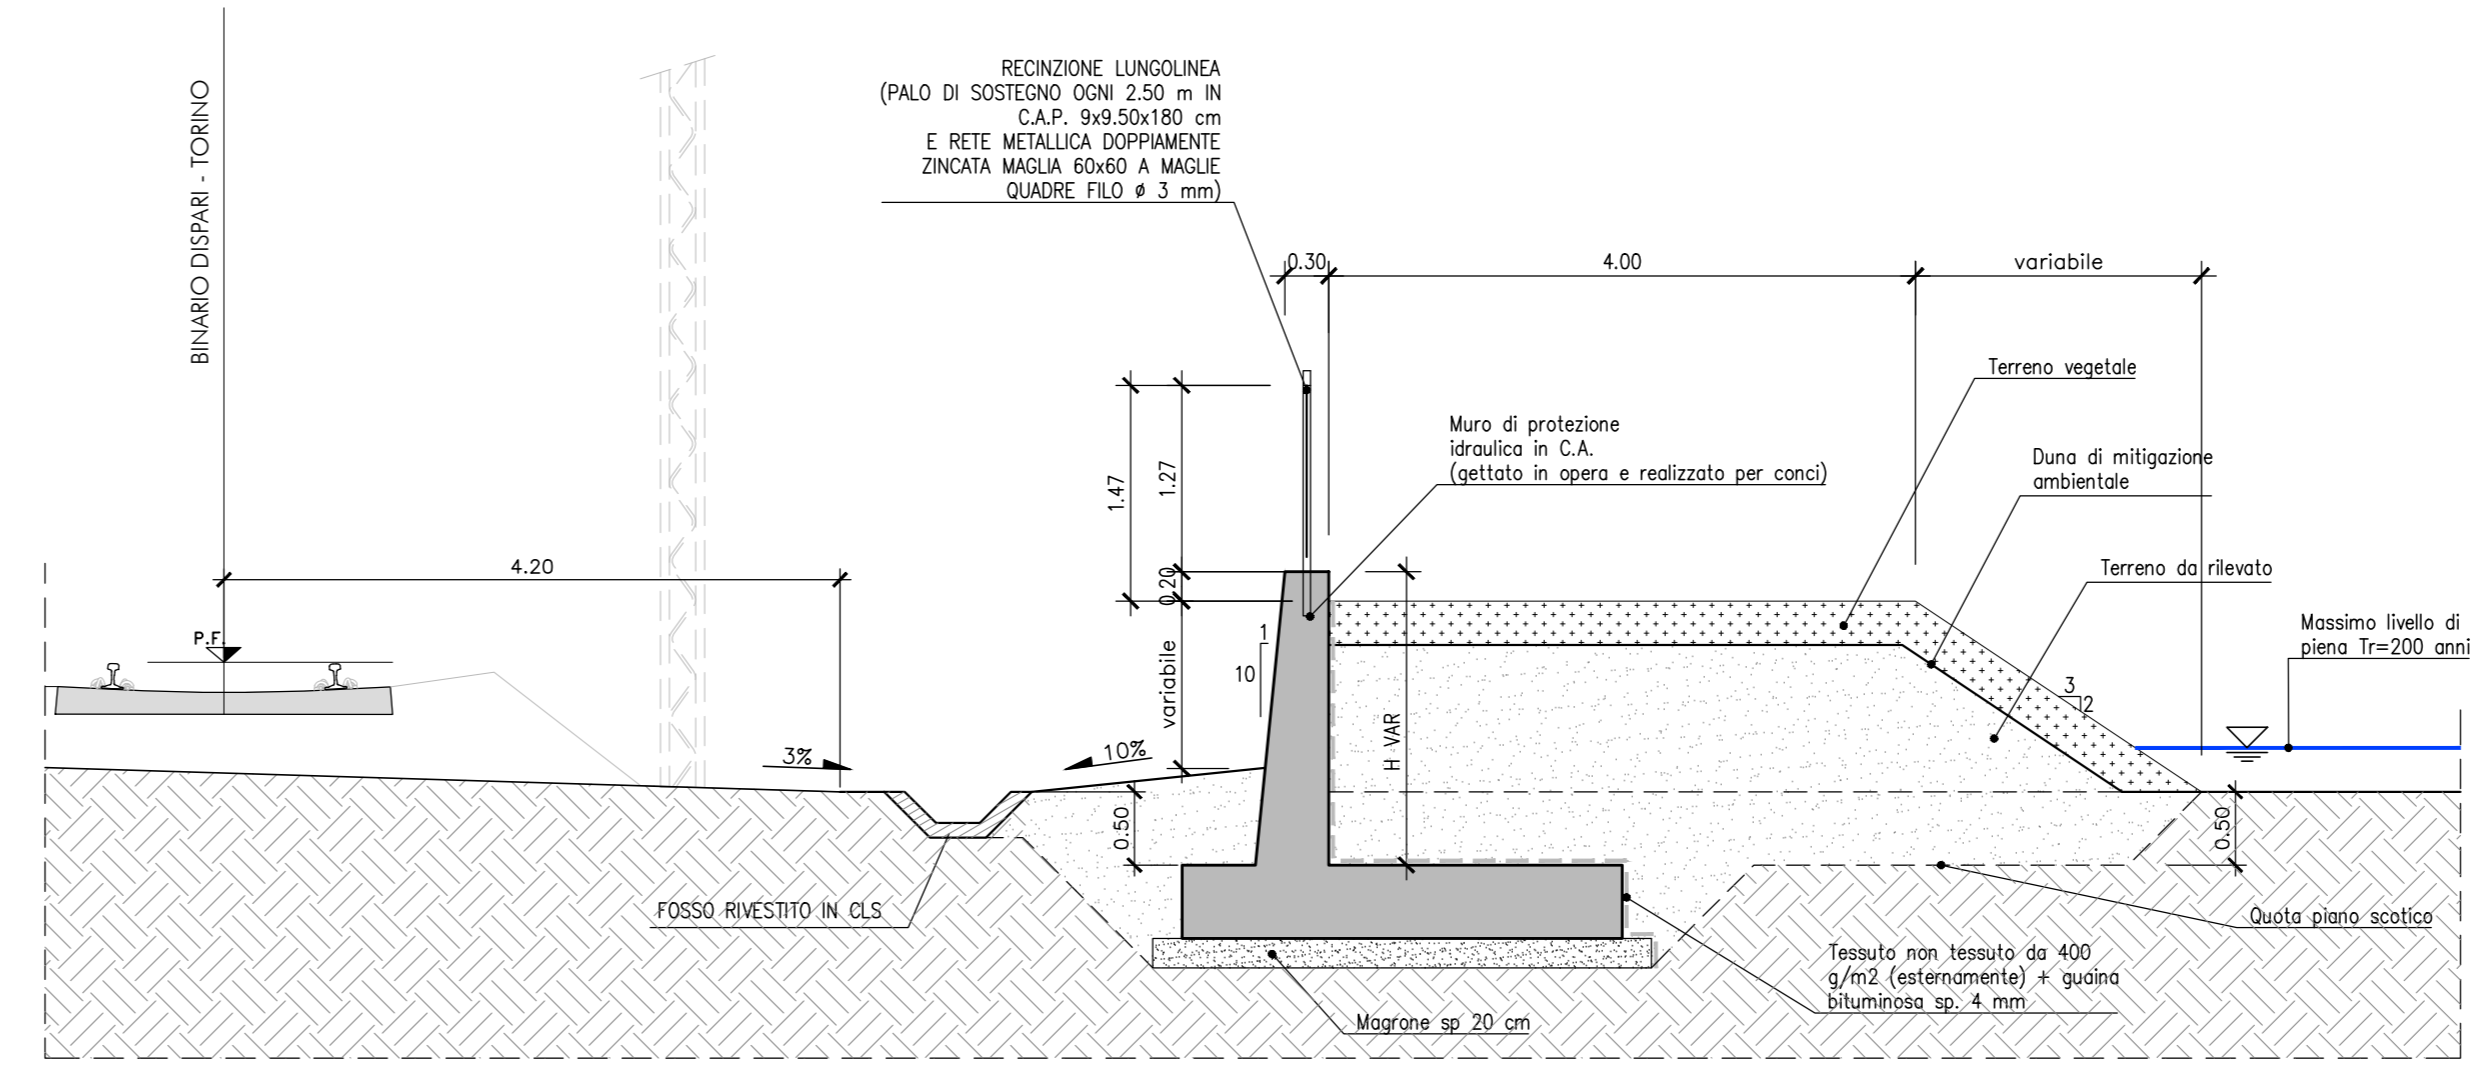 BINARIO DISPARI - TORINO
RECINZIONE LUNGOLINEA
(PALO DI SOSTEGNO OGNI 2.50 m IN
C.A.P. 9x9.50x180 cm
E RETE METALLICA DOPPIAMENTE
ZINCATA MAGLIA 60x60 A MAGLIE
QUADRE FILO ø 3 mm)
0.30
4.00
variabile
Terreno vegetale
Muro di protezione
idraulica in C.A.
(gettato in opera e realizzato per conci)
Duna di mitigazione
ambientale
1.47
1.27
0.20
variabile
4.20
Terreno da rilevato
Massimo livello di
piena Tr=200 anni
P.F.
1
10
H VAR
3
2
3%
10%
0.50
0.50
FOSSO RIVESTITO IN CLS
Quota piano scotico
Tessuto non tessuto da 400
g/m2 (esternamente) + guaina
bituminosa sp. 4 mm
Magrone sp 20 cm